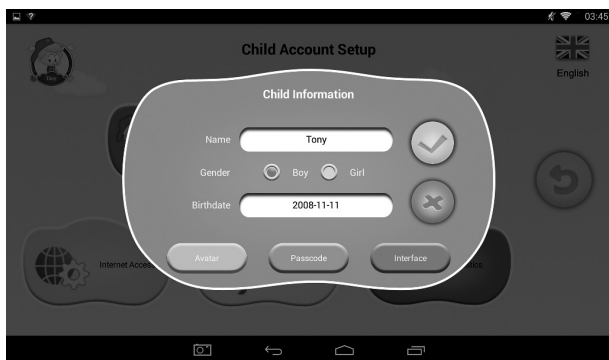 03:45
Child Account Setup
English
Child Information
Name Tony
Gender Boy Girl
Birthdate 2008-11-11
Internet Access
Avatar Passcode Interface